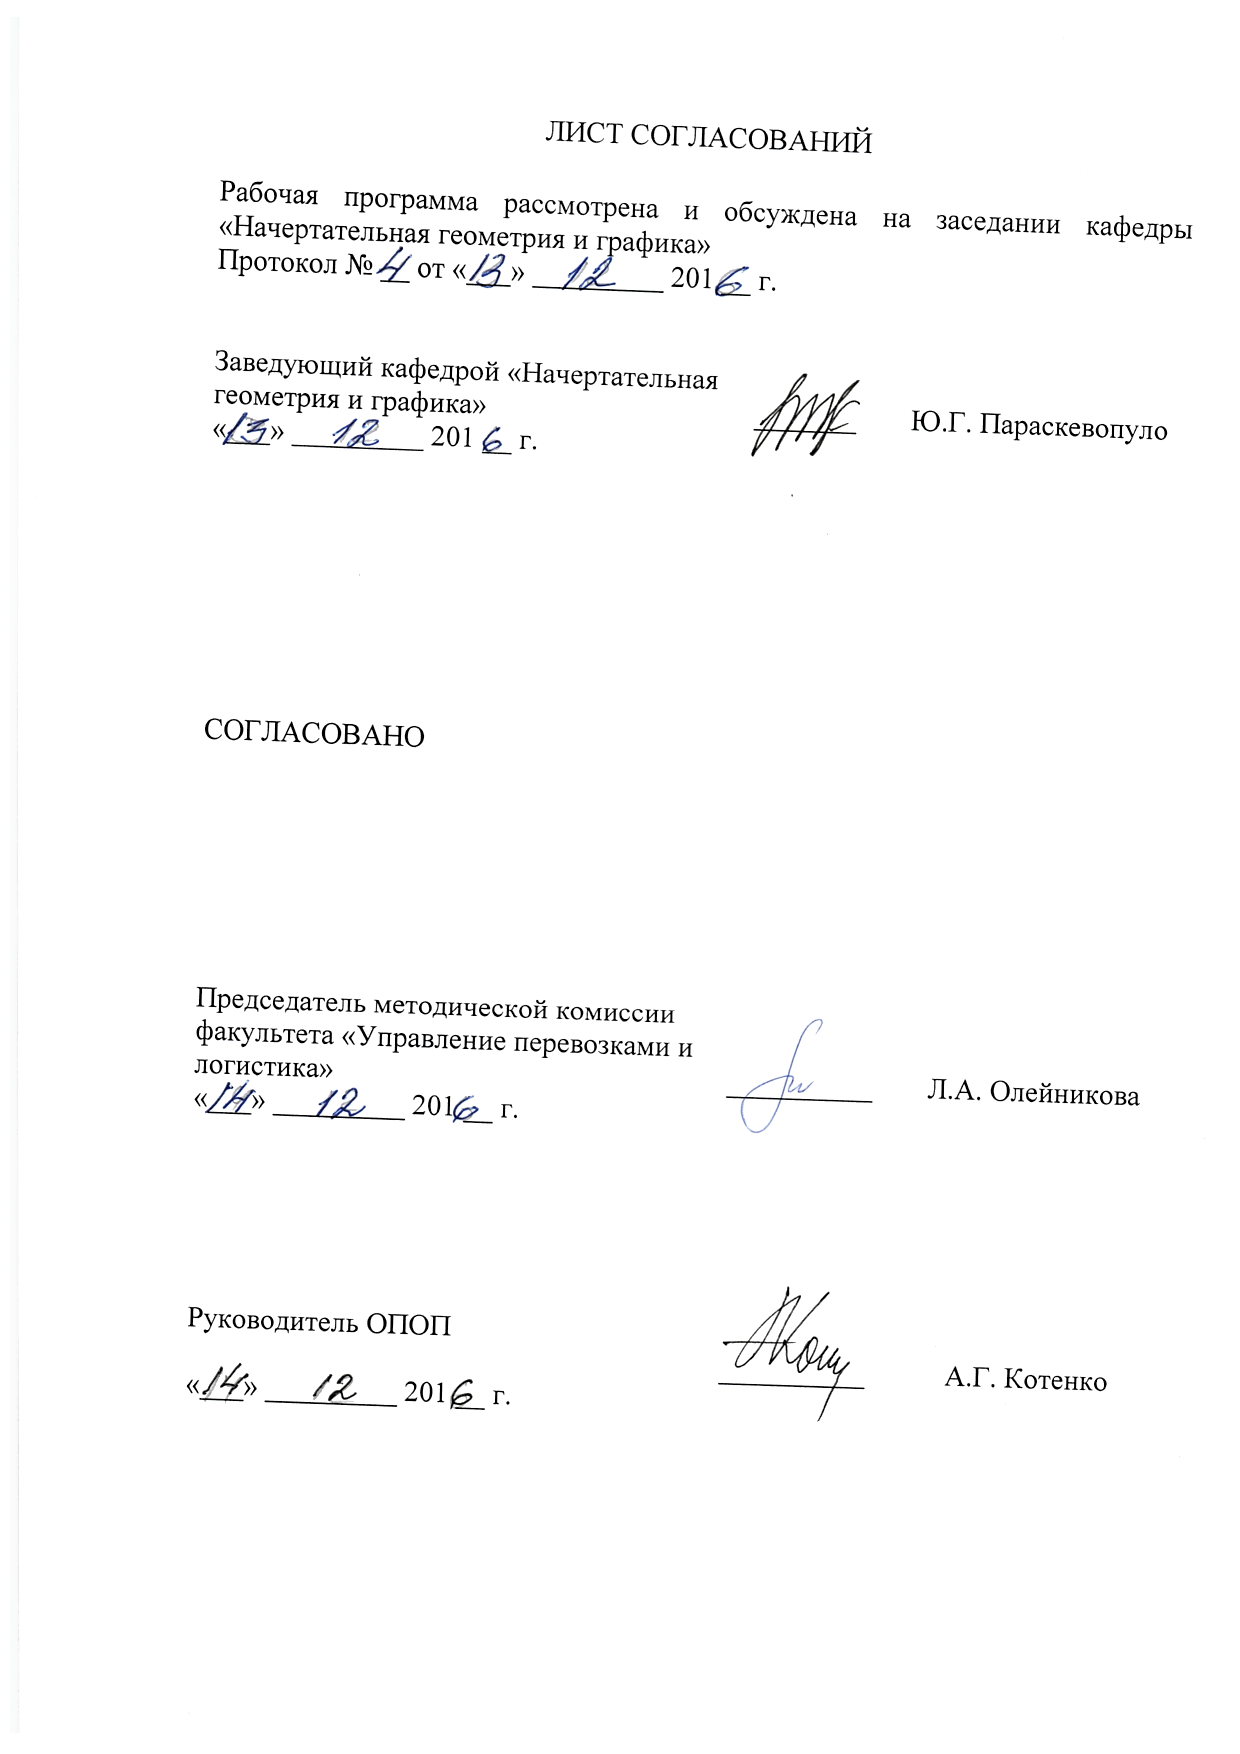 ЛИСТ СОГЛАСОВАНИЙ
Рабочая программа рассмотрена и обсуждена на заседании кафедры
«Начертательная геометрия и графика»
Протокол № 4 от «13» 12 2016 г.
Заведующий кафедрой «Начертательная
геометрия и графика»
«13» 12 2016 г. Ю.Г. Параскевопуло
СОГЛАСОВАНО
Председатель методической комиссии
факультета «Управление перевозками и
логистика»
«14» 12 2016 г. Л.А. Олейникова
Руководитель ОПОП
«14» 12 2016 г. А.Г. Котенко